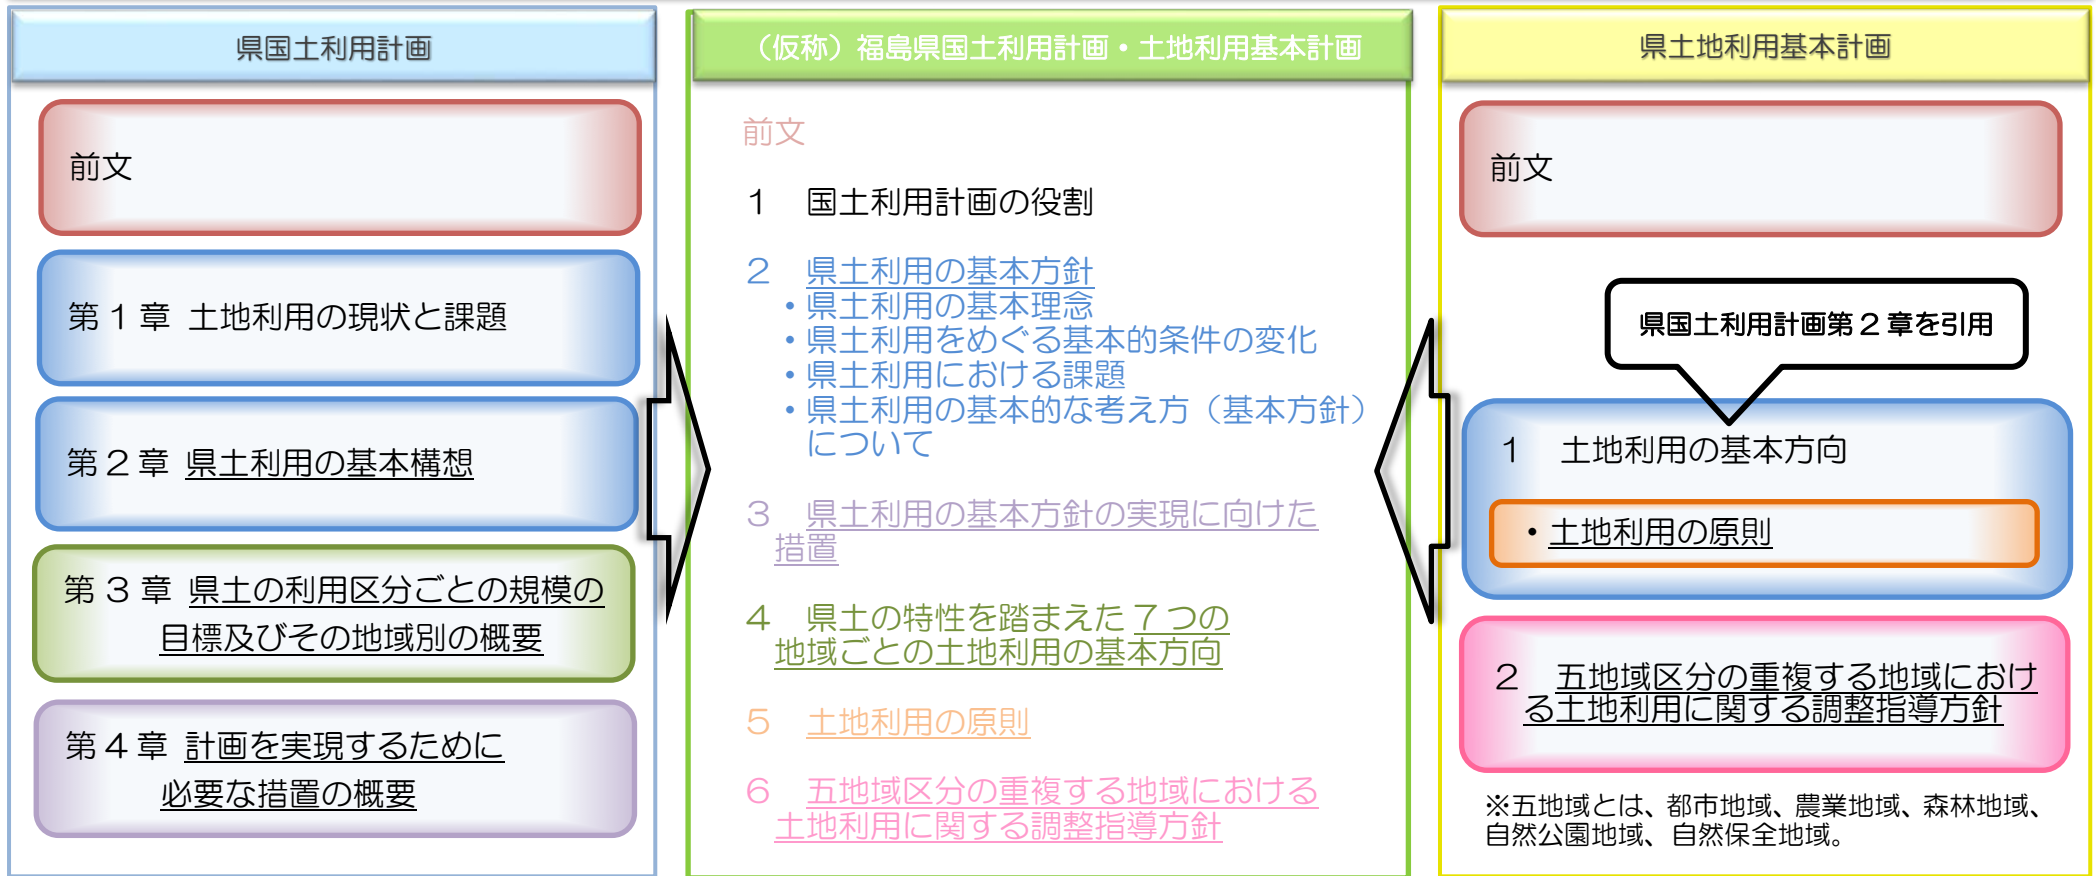 県国土利用計画
前文
第１章 土地利用の現状と課題
第２章 県土利用の基本構想
第３章 県土の利用区分ごとの規模の
目標及びその地域別の概要
第４章 計画を実現するために
必要な措置の概要
（仮称）福島県国土利用計画・土地利用基本計画
前文
１　国土利用計画の役割
２　県土利用の基本方針
・県土利用の基本理念
・県土利用をめぐる基本的条件の変化
・県土利用における課題
・県土利用の基本的な考え方（基本方針）
について
３　県土利用の基本方針の実現に向けた
措置
４　県土の特性を踏まえた７つの
地域ごとの土地利用の基本方向
５　土地利用の原則
６　五地域区分の重複する地域における
土地利用に関する調整指導方針
県土地利用基本計画
前文
県国土利用計画第２章を引用
１　土地利用の基本方向
・土地利用の原則
２　五地域区分の重複する地域におけ
る土地利用に関する調整指導方針
※五地域とは、都市地域、農業地域、森林地域、
自然公園地域、自然保全地域。